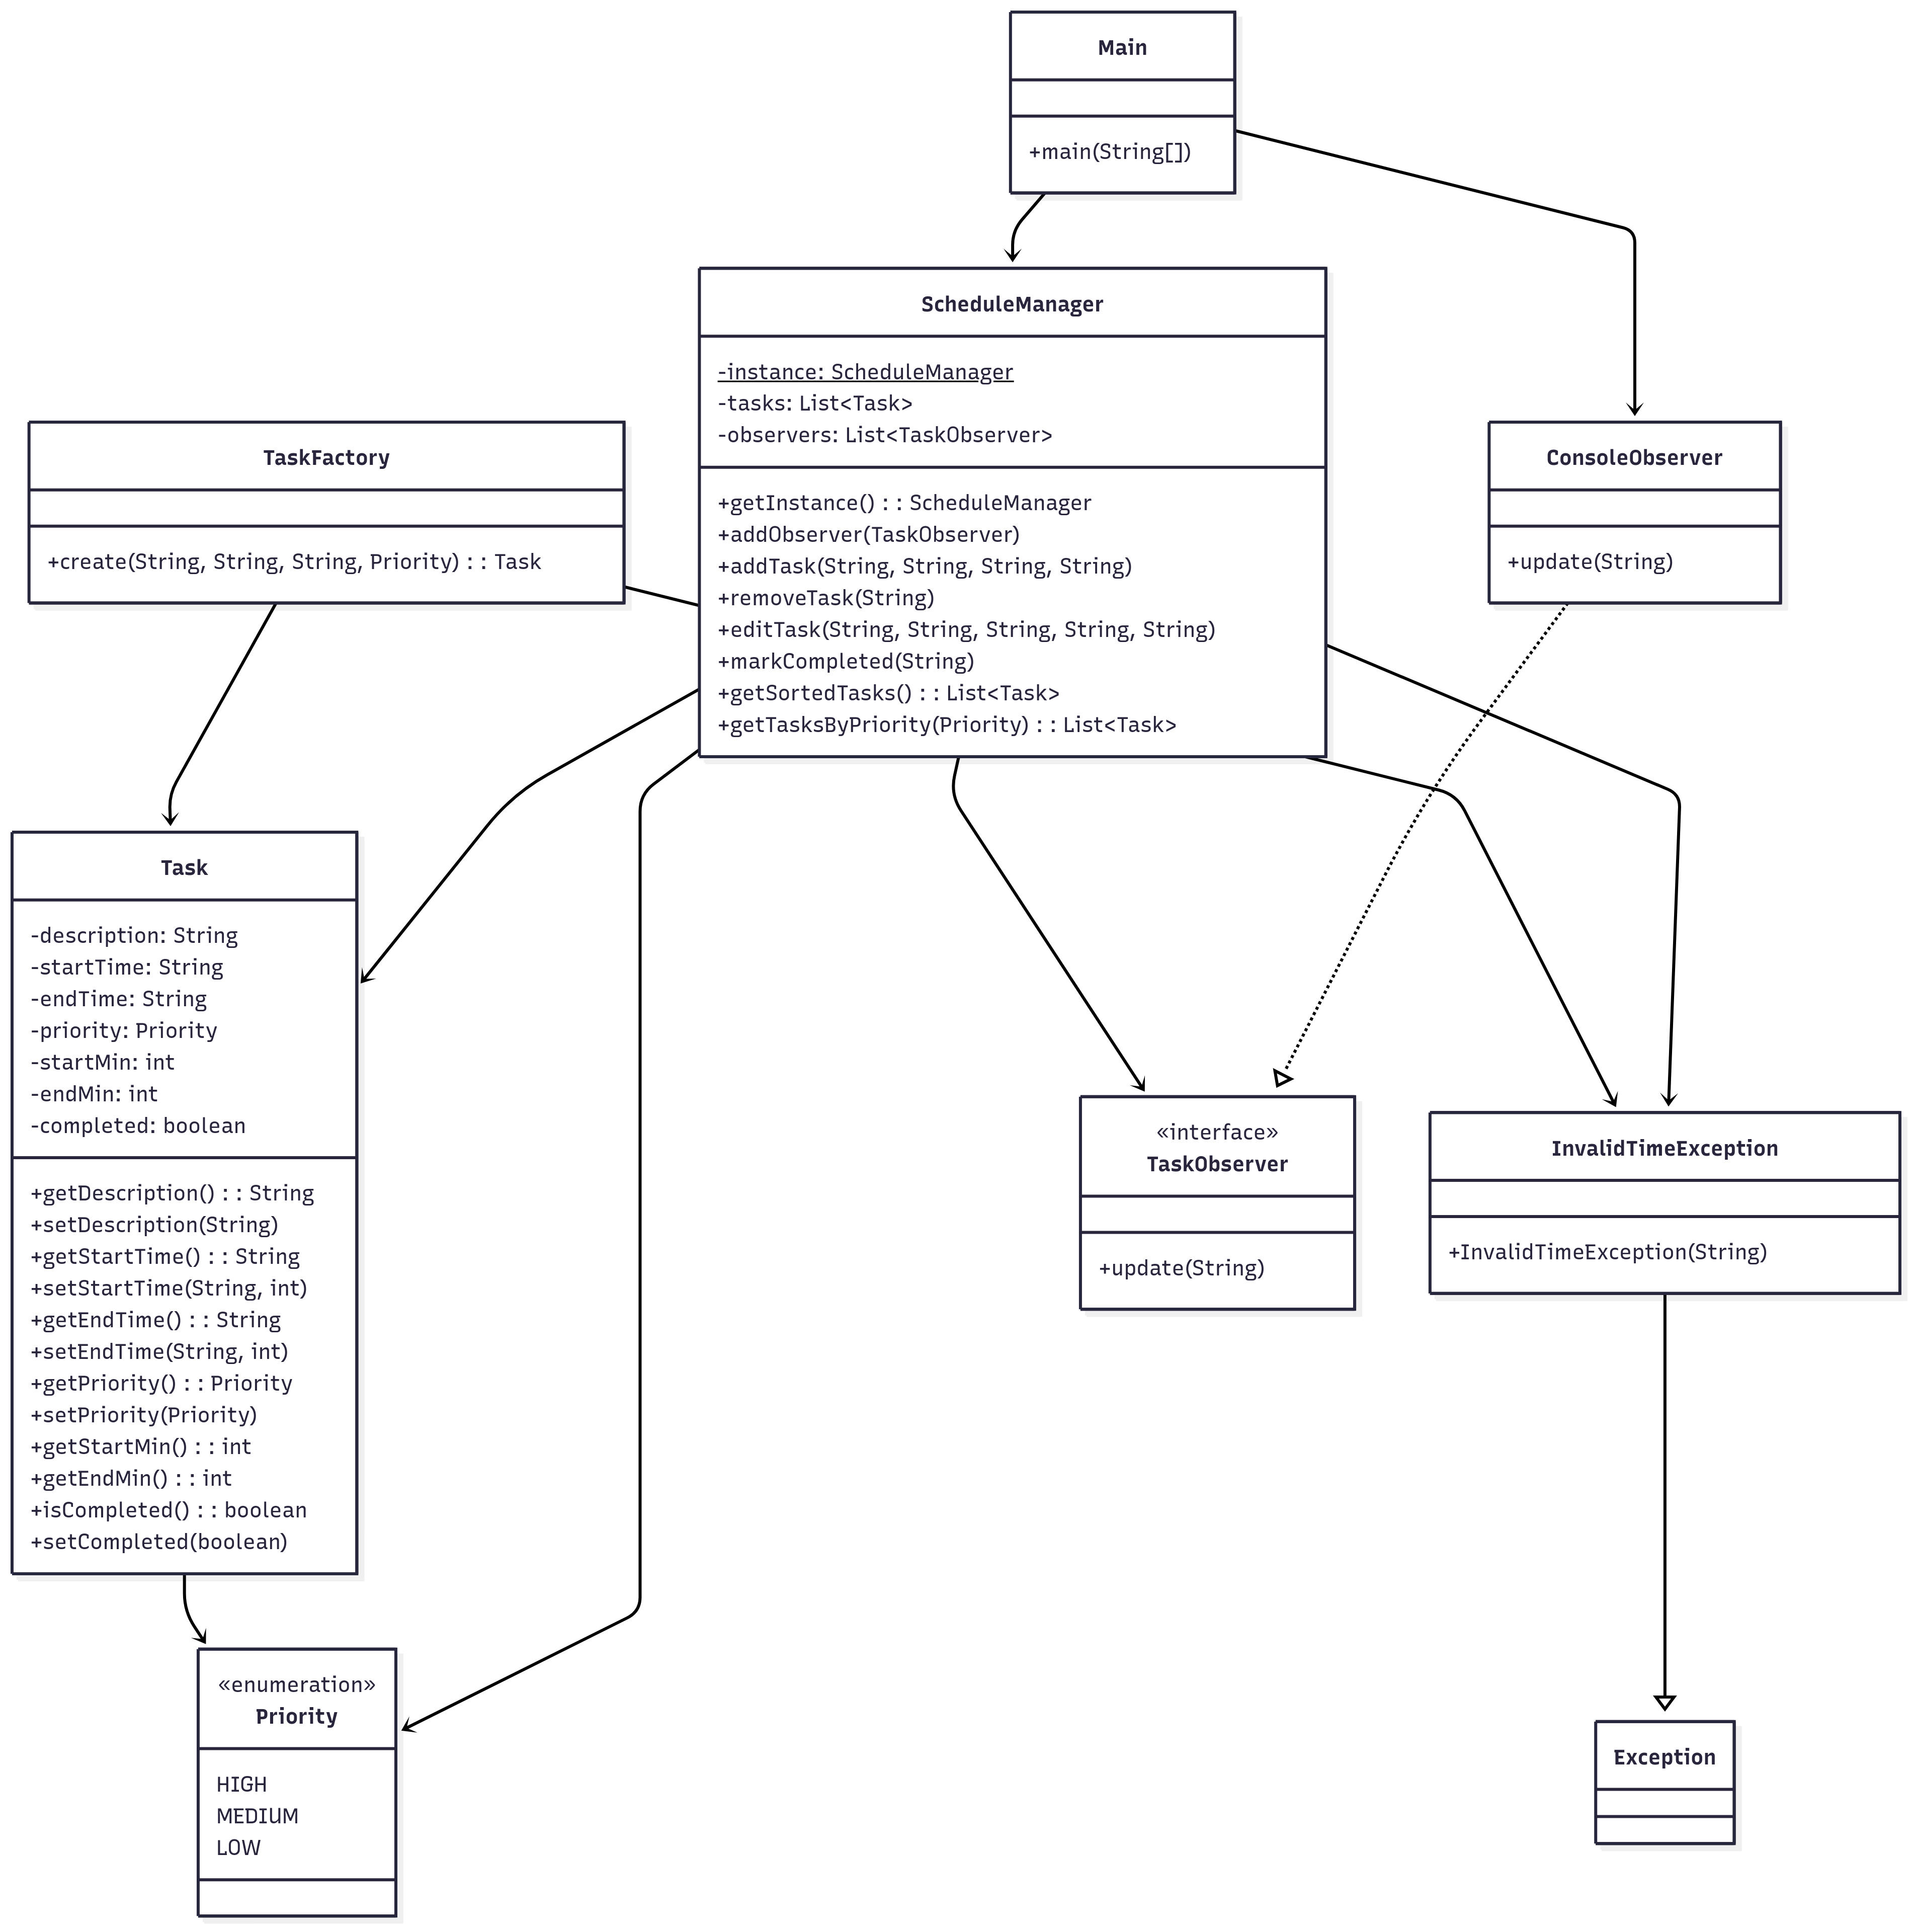 Main
+main(String[])
ScheduleManager
-instance: ScheduleManager
-tasks: List<Task>
-observers: List<TaskObserver>
+getInstance() : : ScheduleManager
+addObserver(TaskObserver)
+addTask(String, String, String, String)
+removeTask(String)
+editTask(String, String, String, String, String)
+markCompleted(String)
+getSortedTasks() : : List<Task>
+getTasksByPriority(Priority) : : List<Task>
TaskFactory
+create(String, String, String, Priority) : : Task
ConsoleObserver
+update(String)
Task
-description: String
-startTime: String
-endTime: String
-priority: Priority
-startMin: int
-endMin: int
-completed: boolean
+getDescription() : : String
+setDescription(String)
+getStartTime() : : String
+setStartTime(String, int)
+getEndTime() : : String
+setEndTime(String, int)
+getPriority() : : Priority
+setPriority(Priority)
+getStartMin() : : int
+getEndMin() : : int
+isCompleted() : : boolean
+setCompleted(boolean)
«interface»
TaskObserver
+update(String)
InvalidTimeException
+InvalidTimeException(String)
«enumeration»
Priority
HIGH
MEDIUM
LOW
Exception